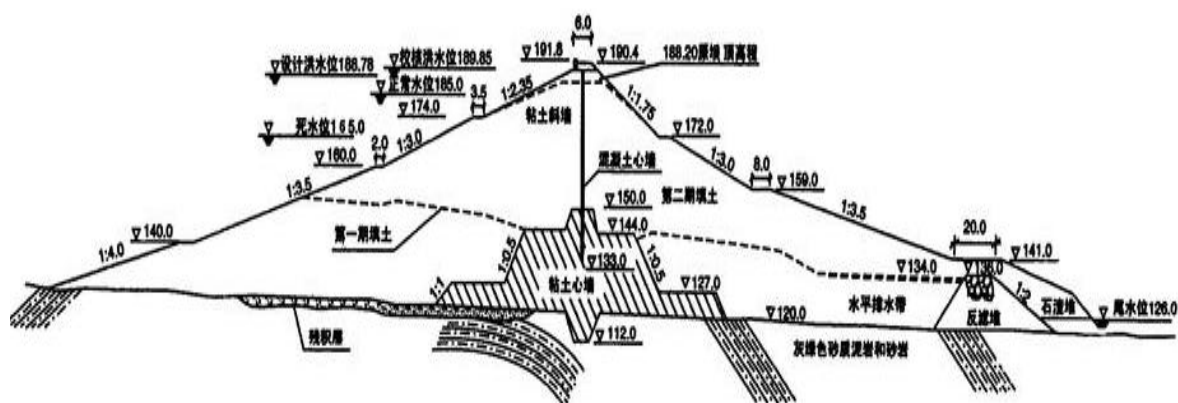 6.0
▽191.8
▽190.4
188.20原坝顶高程
▽校核洪水位189.85
▽设计洪水位188.78
▽正常水位185.0
3.5
1:2.35
▽174.0
粘土斜墙
1:1.75
▽172.0
▽死水位165.0
2.0
1:3.0
▽160.0
混凝土心墙
1:3.0
8.0
▽159.0
1:3.5
▽150.0
第二期填土
1:3.5
第一期填土
▽144.0
20.0
▽140.0
1:4.0
1:0.5
1:0.5
▽133.0
▽134.0
▽136.0
▽141.0
1:1
粘土心墙
▽127.0
水平排水带
1:2
石渣堆
▽尾水位126.0
▽120.0
反滤堆
残积层
▽112.0
灰绿色砂质泥岩和砂岩